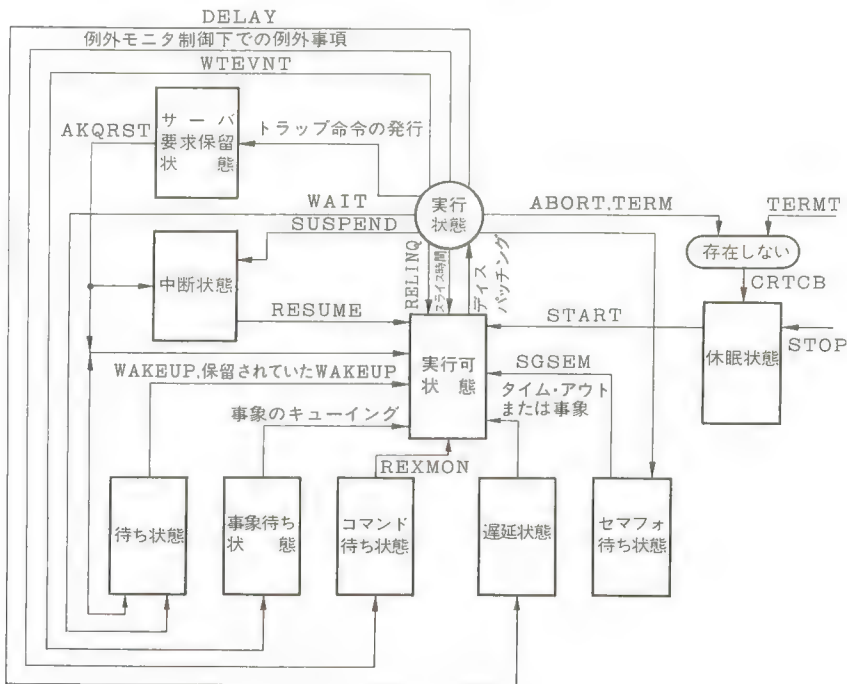 DELAY
例外モニタ制御下での例外事項
WTEVNT
サーバ
要求保留
状態
AKQRST
トラップ命令の発行
WAIT
実行
状態
ABORT,TERM
TERMT
SUSPEND
存在しない
中断状態
RELINQ
スライス時間
ディス
パッチング
CRTCB
RESUME
START
休眠状態
STOP
実行可
状態
WAKEUP,保留されていたWAKEUP
SGSEM
タイム・アウト
または事象
事象のキューイング
REXMON
待ち状態
事象待ち
状態
コマンド
待ち状態
遅延状態
セマフォ
待ち状態